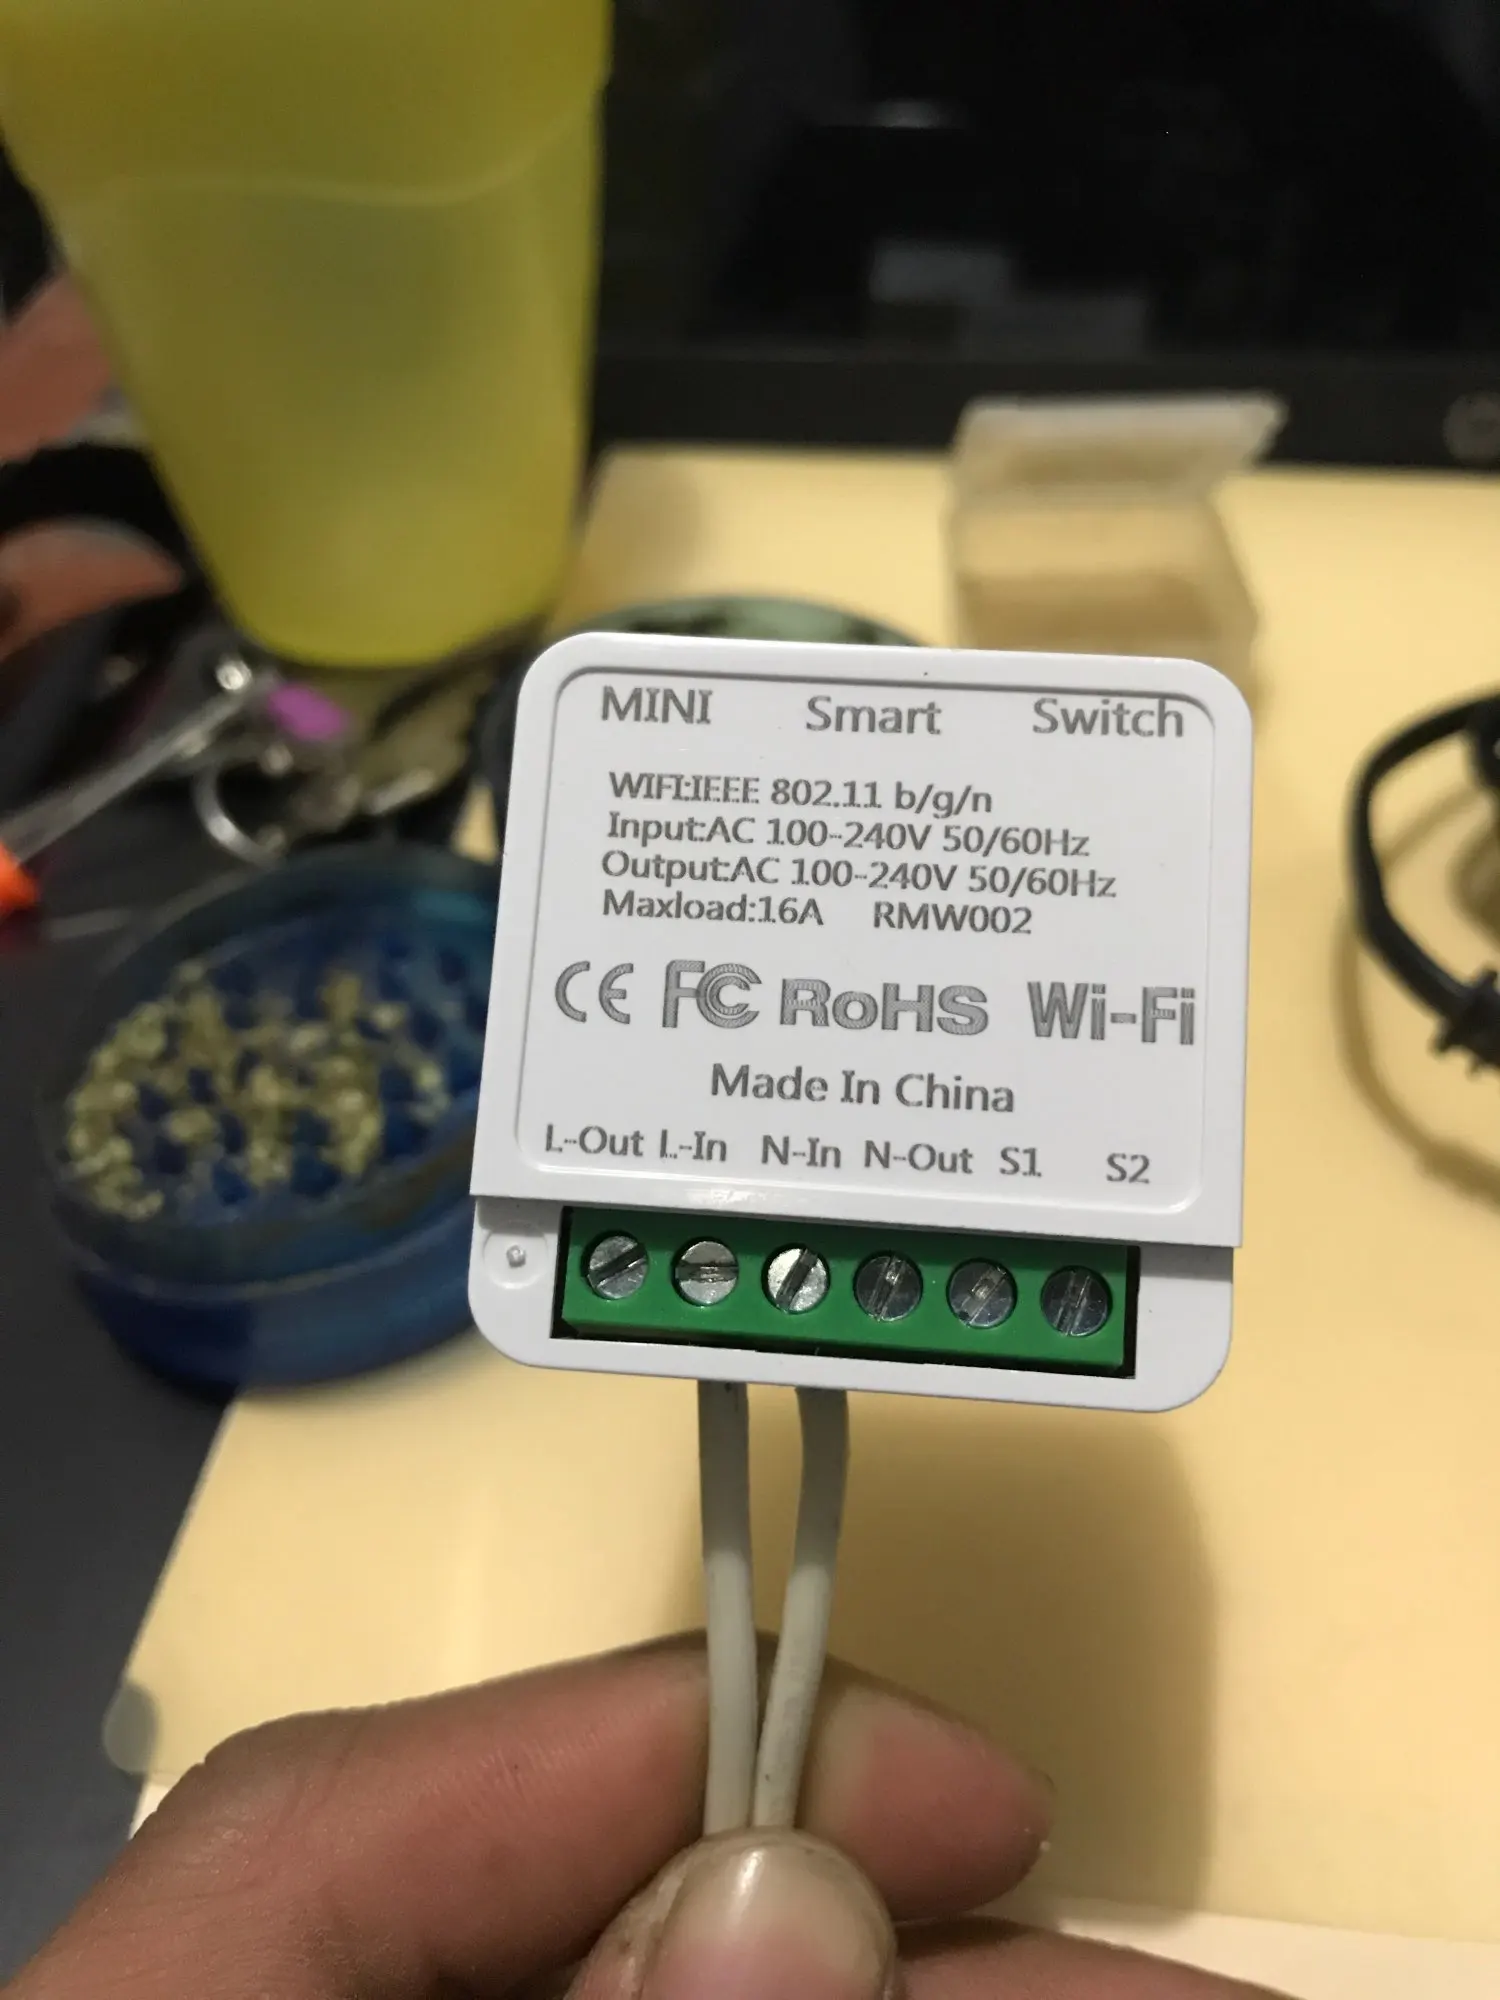 MINI Smart Switch
WIFI:IEEE 802.11 b/g/n
Input:AC 100-240V 50/60Hz
Output:AC 100-240V 50/60Hz
Maxload:16A RMW002
CE FC RoHS Wi-Fi
Made In China
L-Out L-In N-In N-Out S1 S2